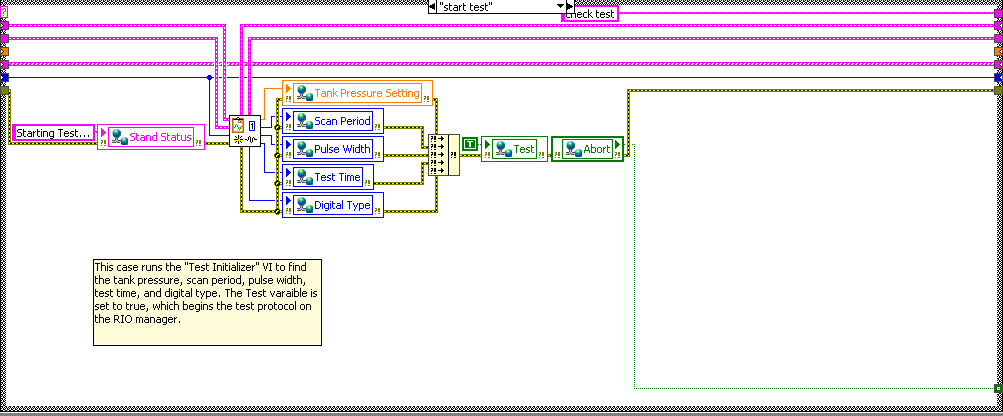 "start test"
check test
Tank Pressure Setting
Scan Period
Starting Test...
Stand Status
Pulse Width
T
Test
Abort
Test Time
Digital Type
This case runs the "Test Initializer" VI to find
the tank pressure, scan period, pulse width,
test time, and digital type. The Test varaible is
set to true, which begins the test protocol on
the RIO manager.